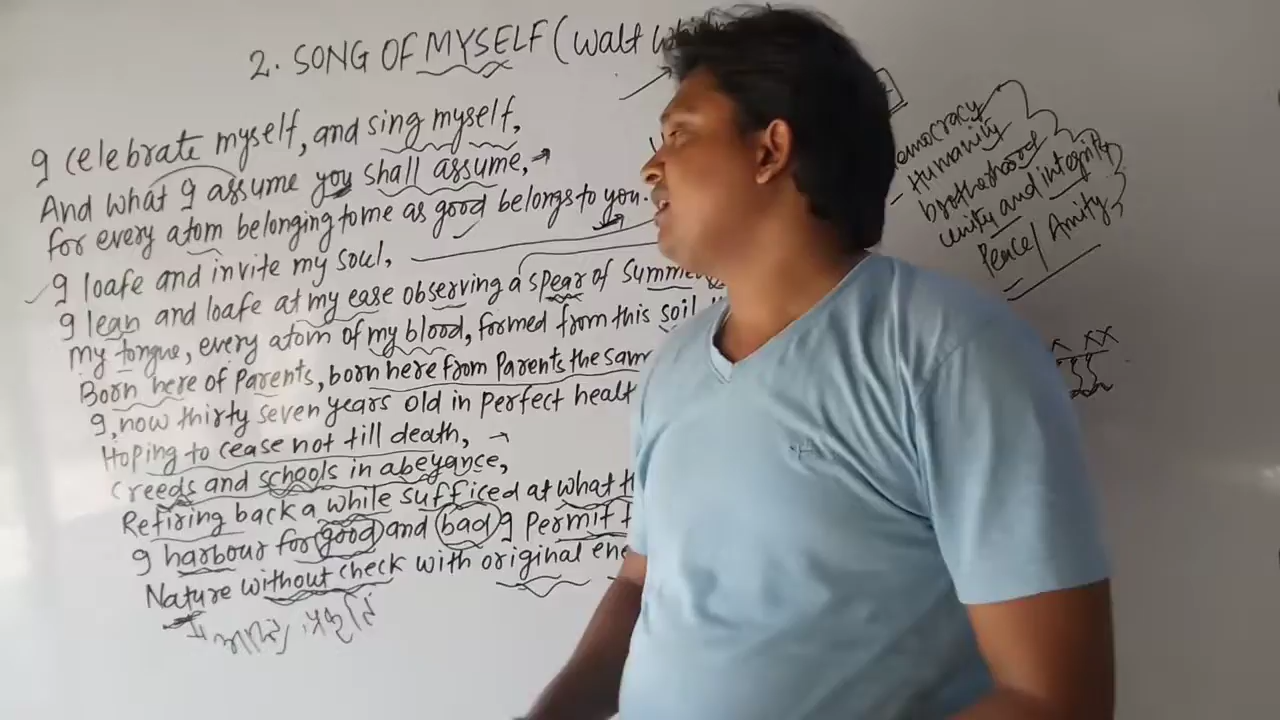 2. SONG OF MYSELF (Walt
I celebrate myself, and sing myself,
And what I assume you shall assume,
for every atom belonging to me as good belongs to you.
I loafe and invite my soul,
I lean and loafe at my ease observing a spear of summer
my tongue, every atom of my blood, formed from this soil
Born here of Parents, born here from Parents the sam
I, now thirty seven years old in perfect healt
Hoping to cease not till death,
Creeds and schools in abeyance,
Retiring back a while sufficed at what th
I harbour for good and bad I permit t
Nature without check with original ene
emocracy
Humanity
unity and integrity
Peace/ Amity
xx